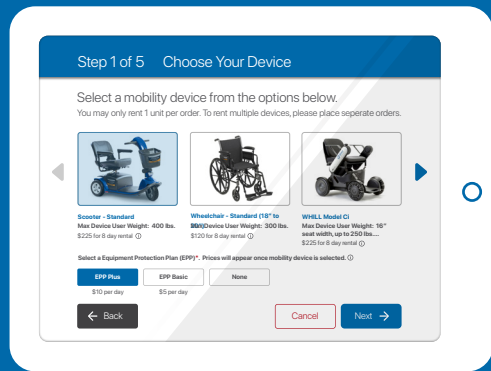 Step 1 of 5 Choose Your Device
Select a mobility device from the options below.
You may only rent 1 unit per order. To rent multiple devices, please place seperate orders.
Scooter - Standard
Max Device User Weight: 400 lbs.
$225 for 8 day rental
Wheelchair - Standard (18" to
Max Device User Weight: 300 lbs.
$120 for 8 day rental
WHILL Model Ci
Max Device User Weight: 16"
seat width, up to 250 lbs....
$225 for 8 day rental
Select a Equipment Protection Plan (EPP)*. Prices will appear once mobility device is selected.
EPP Plus
EPP Basic
None
$10 per day
$5 per day
Back
Cancel
Next